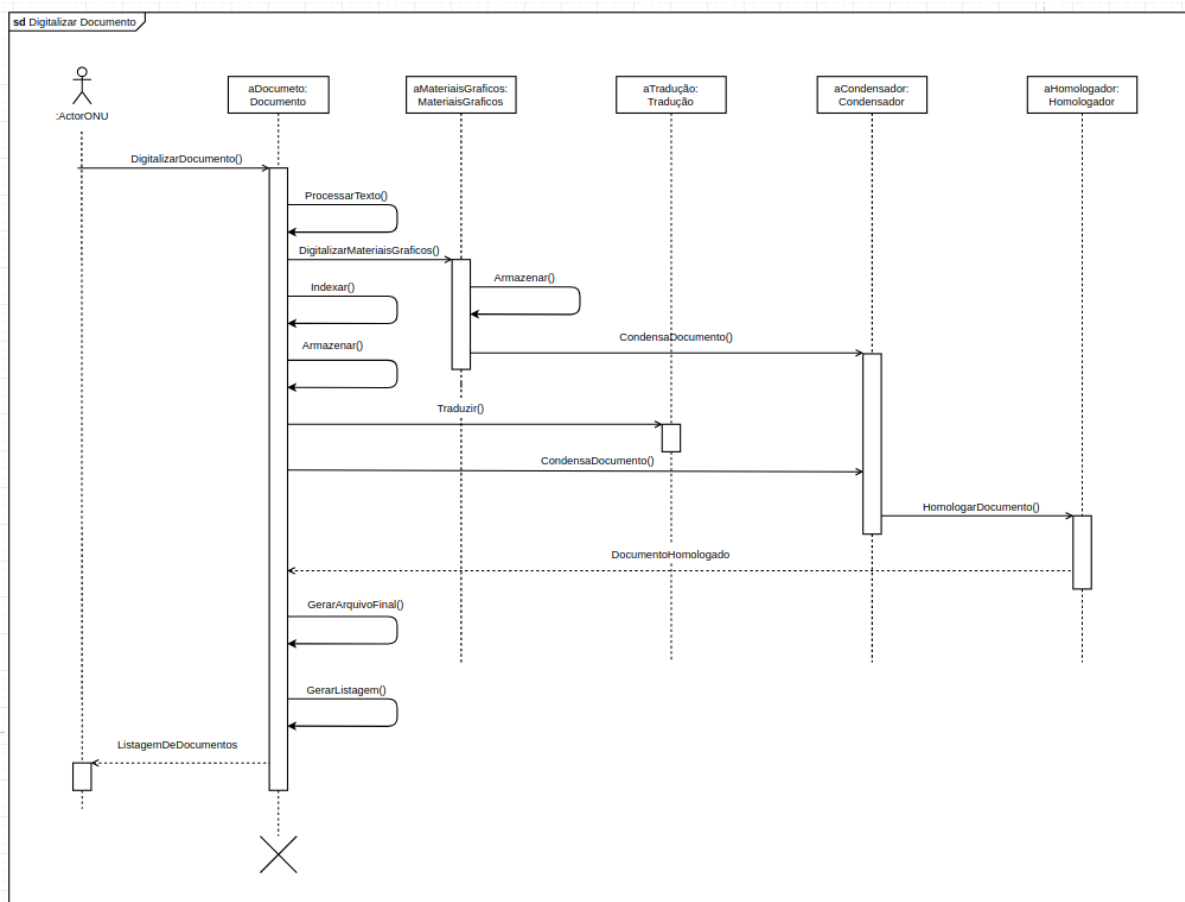 sd Digitalizar Documento
:ActorONU
aDocumeto:
Documento
aMateriaisGraficos:
MateriaisGraficos
aTradução:
Tradução
aCondensador:
Condensador
aHomologador:
Homologador
DigitalizarDocumento()
ProcessarTexto()
DigitalizarMateriaisGraficos()
Armazenar()
Indexar()
CondensaDocumento()
Armazenar()
Traduzir()
CondensaDocumento()
HomologarDocumento()
DocumentoHomologado
GerarArquivoFinal()
GerarListagem()
ListagemDeDocumentos